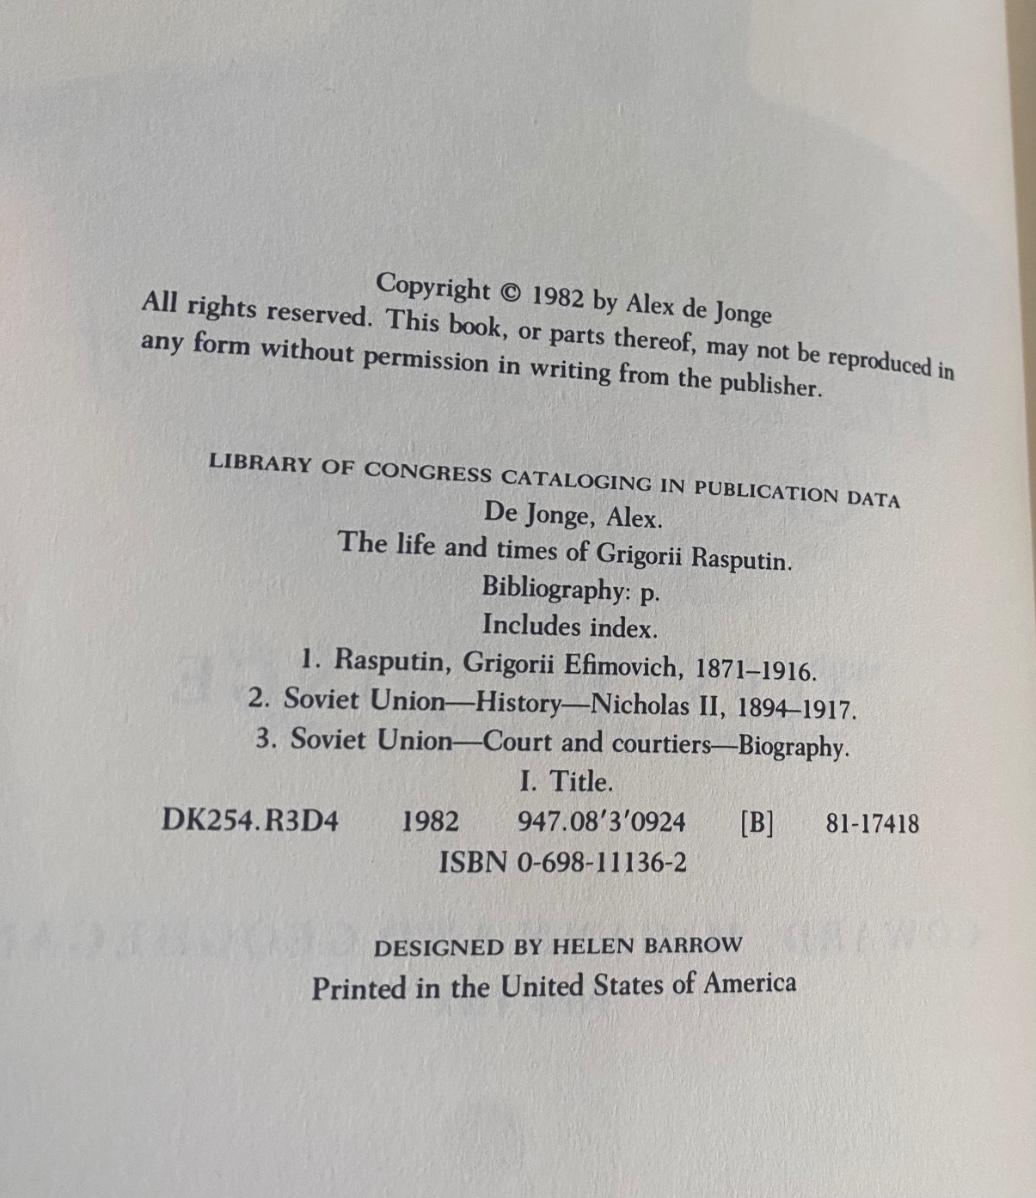 Copyright © 1982 by Alex de Jonge
All rights reserved. This book, or parts thereof, may not be reproduced in
any form without permission in writing from the publisher.
LIBRARY OF CONGRESS CATALOGING IN PUBLICATION DATA
De Jonge, Alex.
The life and times of Grigorii Rasputin.
Bibliography: p.
Includes index.
1. Rasputin, Grigorii Efimovich, 1871–1916.
2. Soviet Union—History—Nicholas II, 1894–1917.
3. Soviet Union—Court and courtiers—Biography.
I. Title.
DK254.R3D4 1982 947.08′3′0924 [B] 81-17418
ISBN 0-698-11136-2
DESIGNED BY HELEN BARROW
Printed in the United States of America